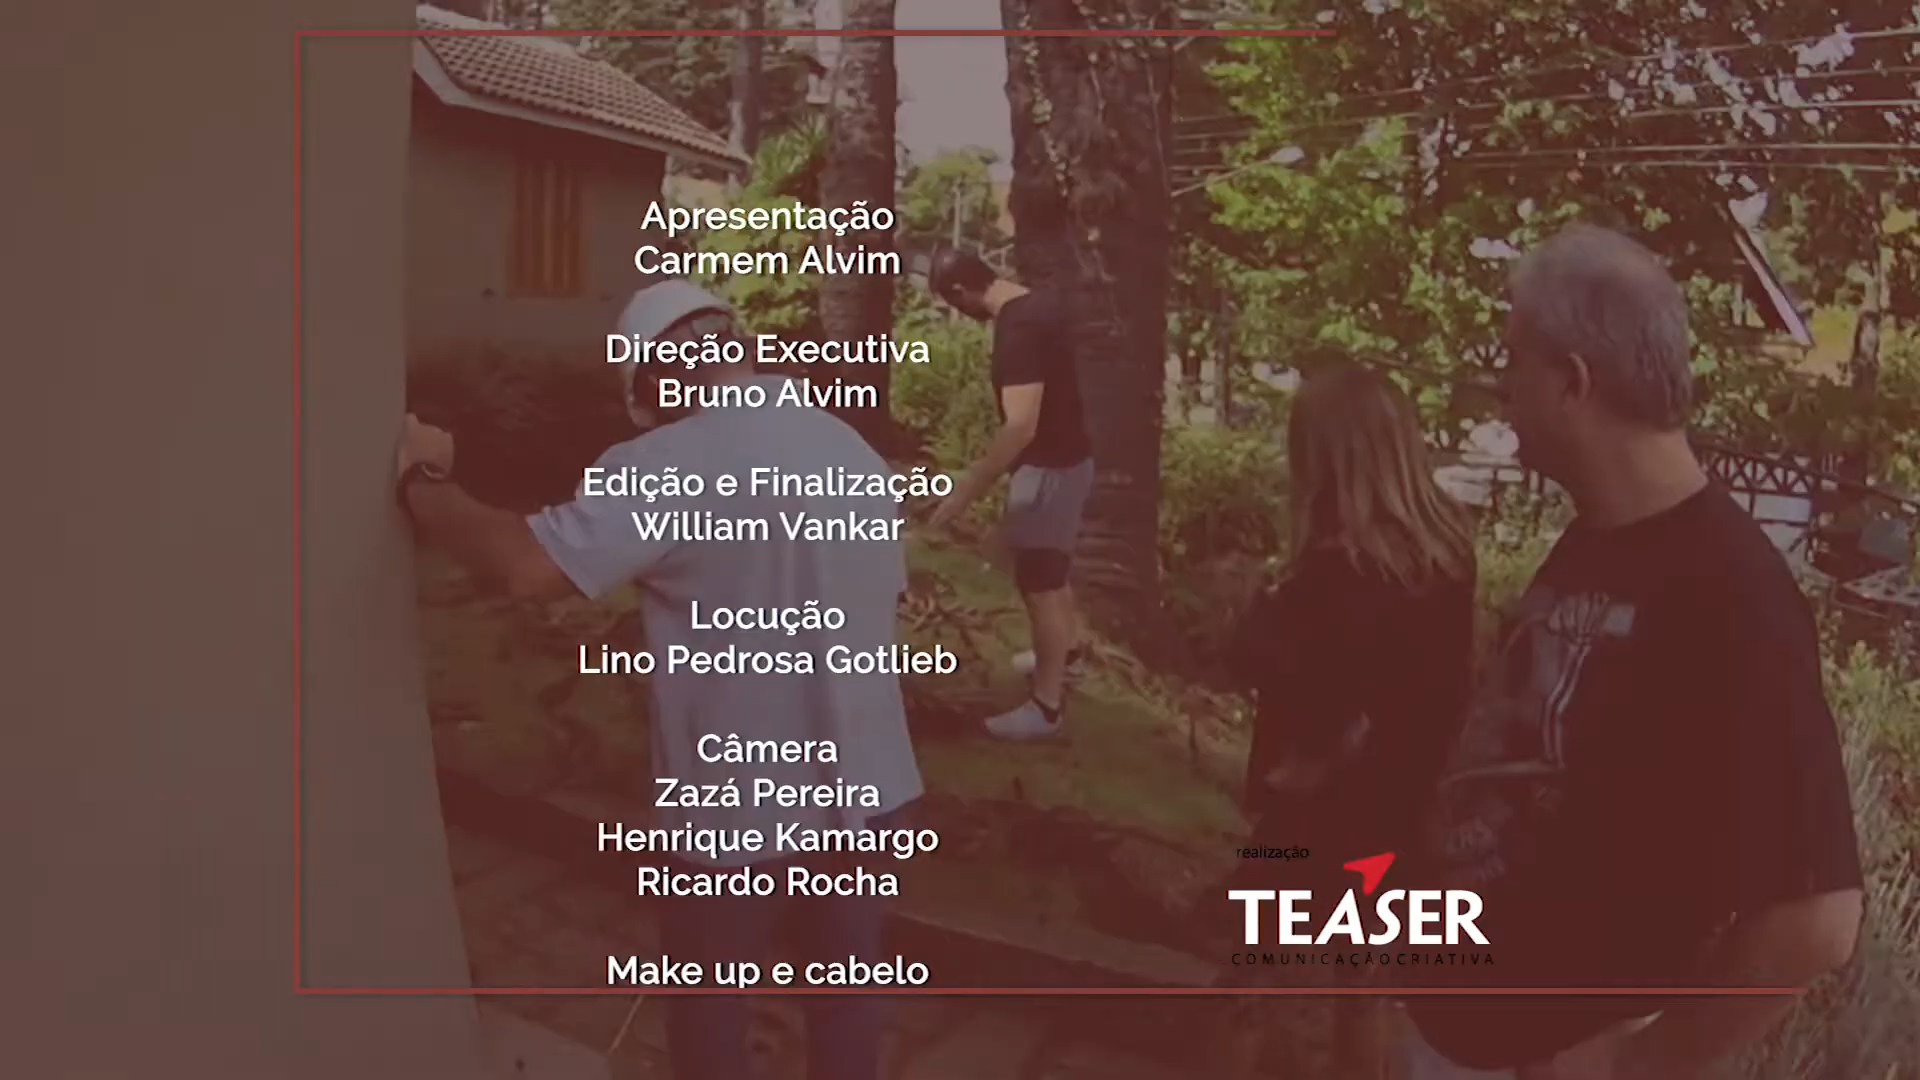 Apresentação
Carmem Alvim
Direção Executiva
Bruno Alvim
Edição e Finalização
William Vankar
Locução
Lino Pedrosa Gotlieb
Câmera
Zazá Pereira
Henrique Kamargo
Ricardo Rocha
Make up e cabelo
realização
TEASER
COMUNICAÇÃO CRIATIVA